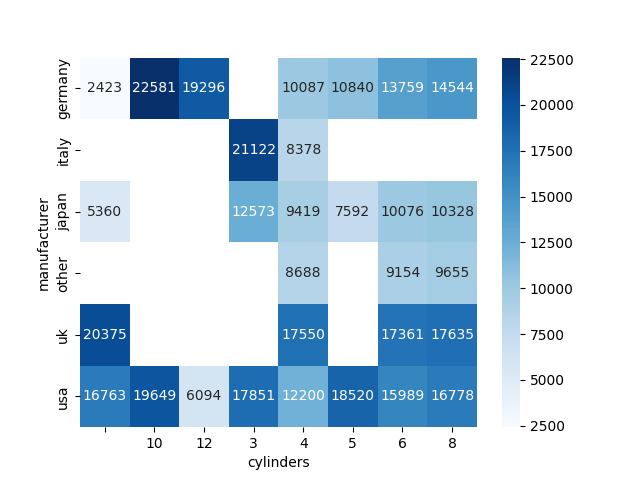 22500
germany
2423 22581 19296 10087 10840 13759 14544
20000
italy
21122 8378
17500
japan
5360 12573 9419 7592 10076 10328
15000
manufacturer
12500
other
8688 9154 9655
10000
uk
20375 17550 17361 17635
7500
usa
16763 19649 6094 17851 12200 18520 15989 16778
5000
2500
10 12 3 4 5 6 8
cylinders